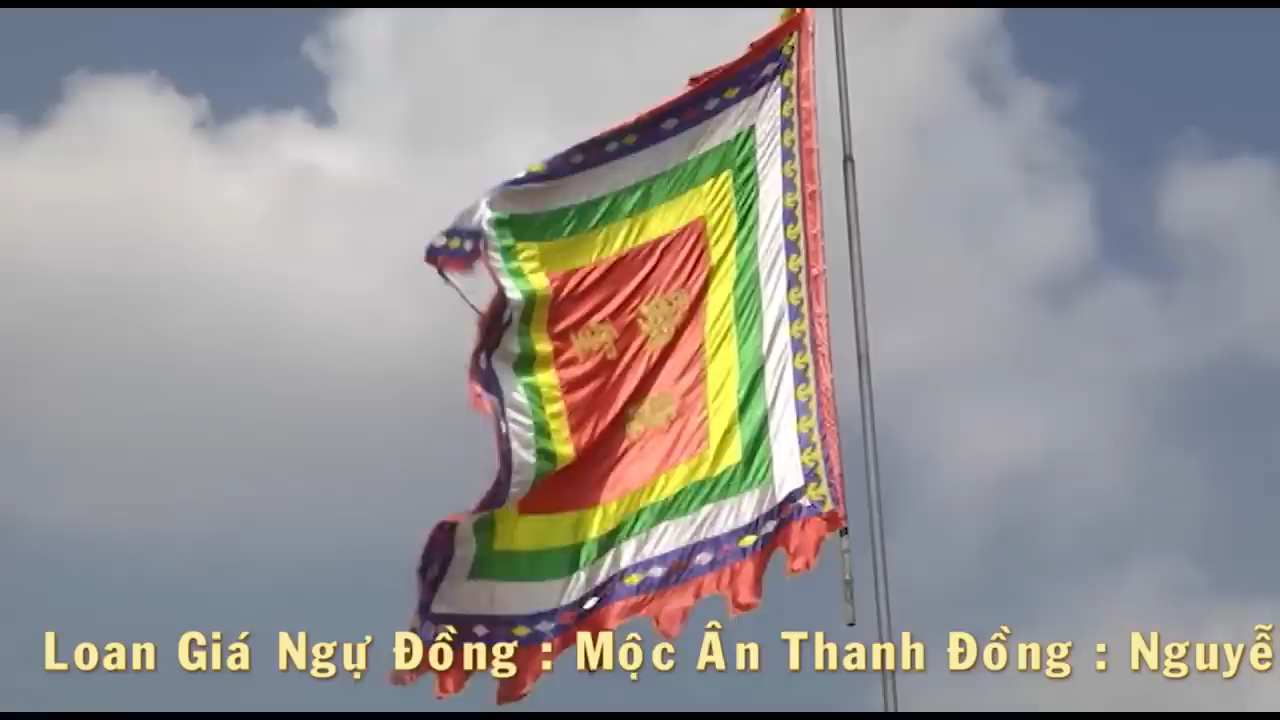 Loan Giá Ngự Đồng : Mộc Ân Thanh Đồng : Nguyễ